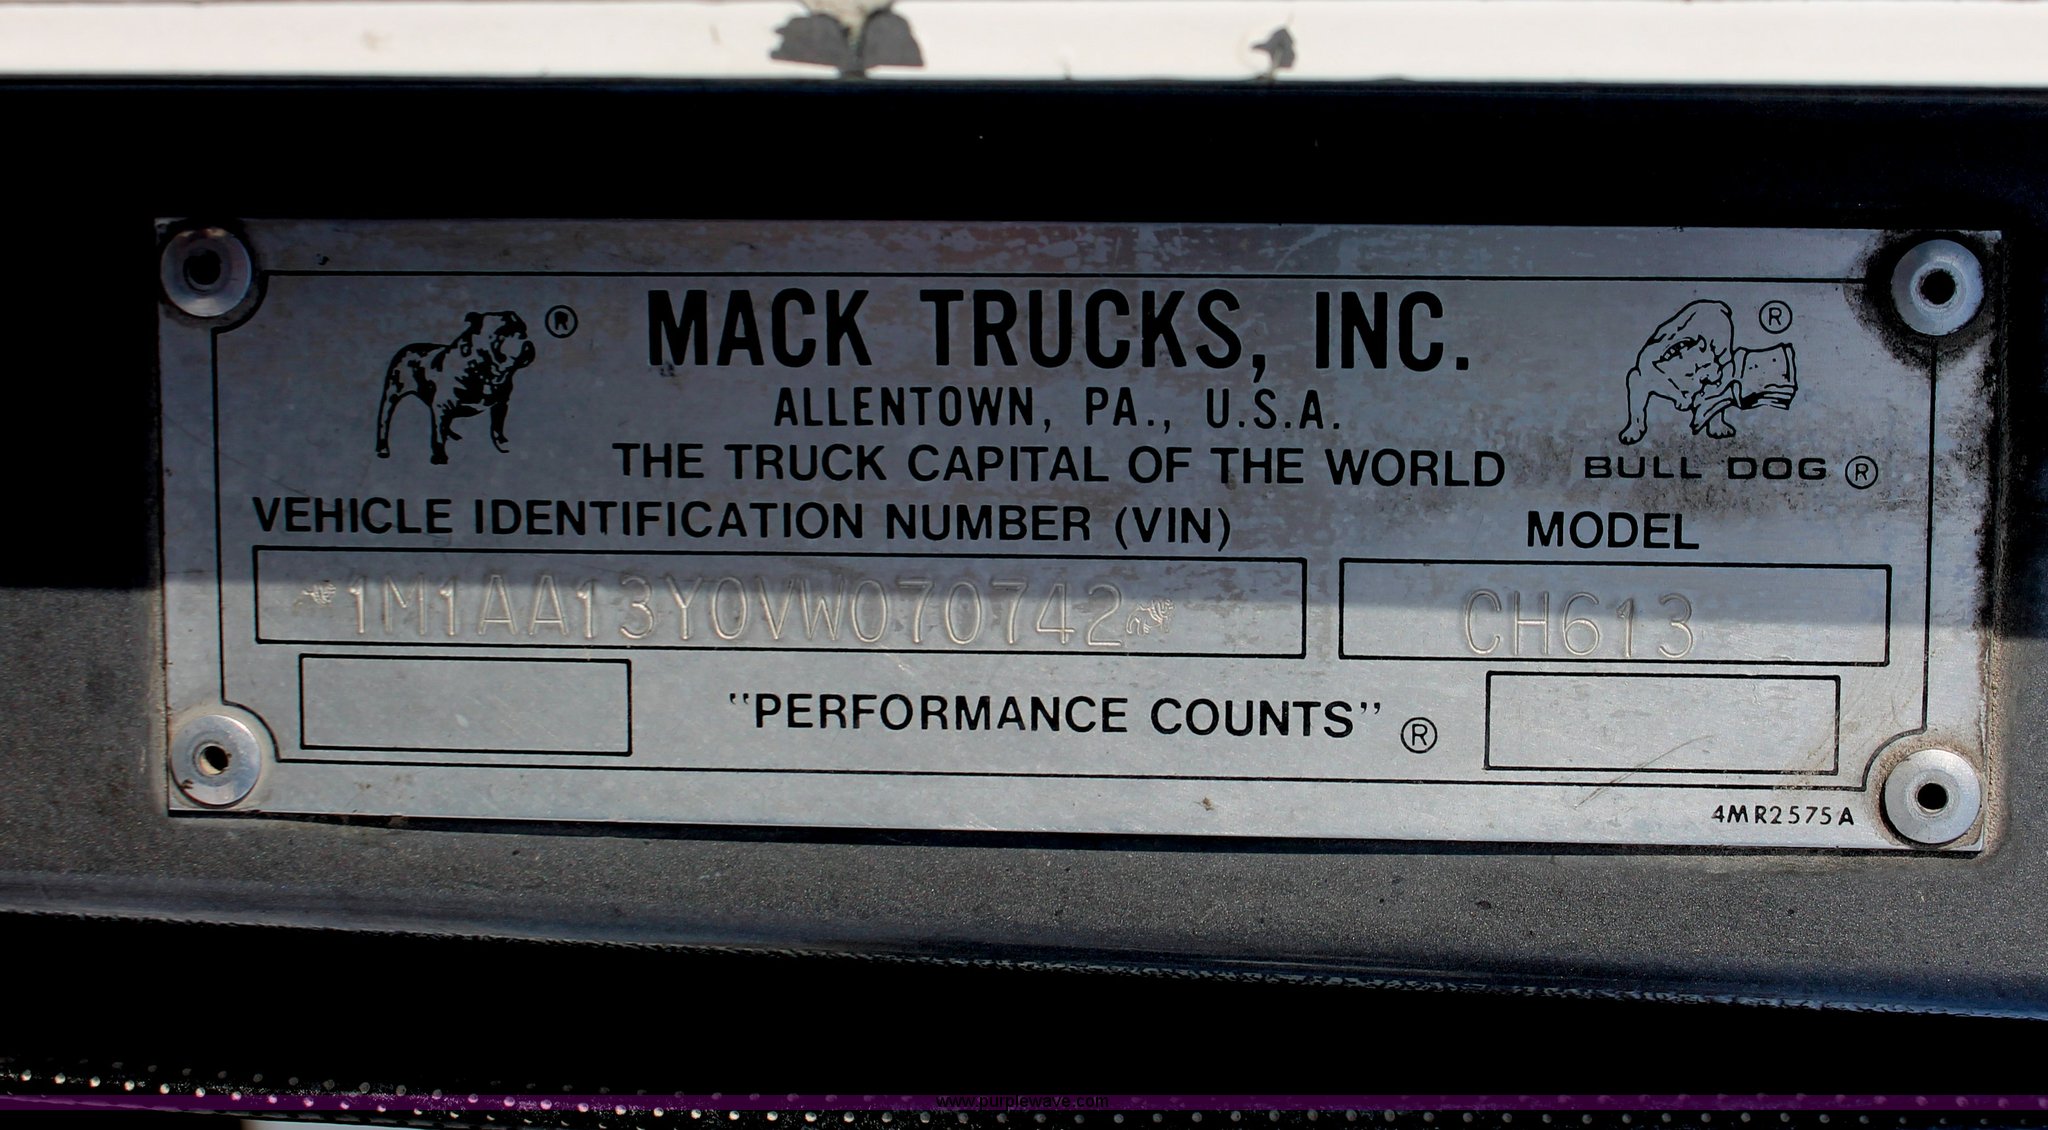 MACK TRUCKS, INC.
ALLENTOWN, PA., U.S.A.
THE TRUCK CAPITAL OF THE WORLD
BULL DOG ®
®
®
VEHICLE IDENTIFICATION NUMBER (VIN)
MODEL
1M1AA13Y0VW070742
CH613
"PERFORMANCE COUNTS" ®
4MR2575A
www.purplewave.com